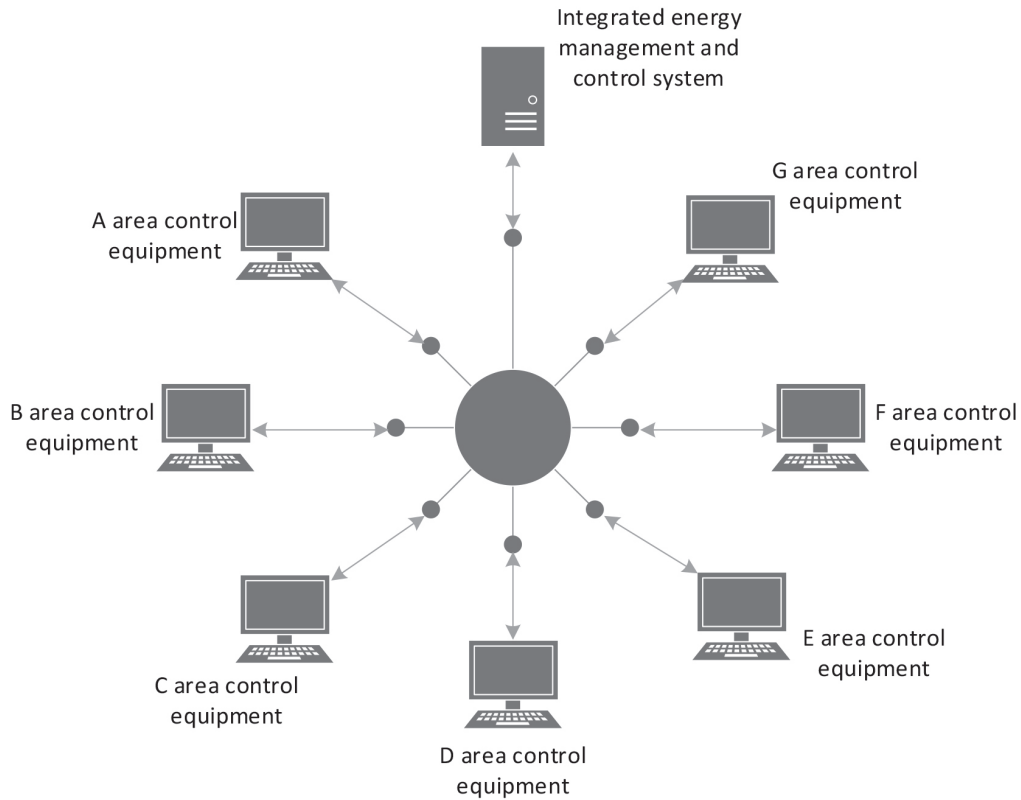 Integrated energy
management and
control system
G area control
equipment
A area control
equipment
B area control
equipment
F area control
equipment
E area control
equipment
C area control
equipment
D area control
equipment